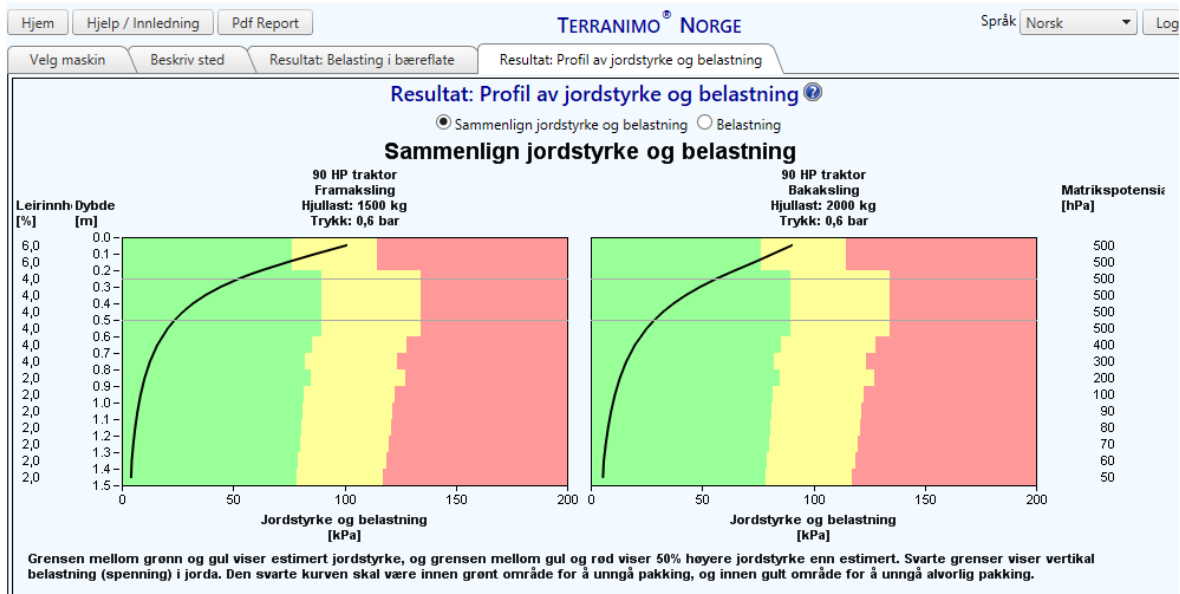 Hjem Hjelp / Innledning Pdf Report TERRANIMO® NORGE Språk Norsk Log
Velg maskin Beskriv sted Resultat: Belasting i bæreflate Resultat: Profil av jordstyrke og belastning
Resultat: Profil av jordstyrke og belastning ?
Sammenlign jordstyrke og belastning Belastning
Sammenlign jordstyrke og belastning
90 HP traktor 90 HP traktor
Framaksling Bakaksling
Leirinnh Dybde Hjullast: 1500 kg Hjullast: 2000 kg Matrikspotensia
[%] [m] Trykk: 0,6 bar Trykk: 0,6 bar [hPa]
0.0
6,0 0.1 500
6,0 0.2 500
4,0 0.3 500
4,0 0.4 500
4,0 0.5 500
4,0 0.6 500
4,0 0.7 400
4,0 0.8 300
2,0 0.9 200
2,0 1.0 100
2,0 1.1 90
2,0 1.2 80
2,0 1.3 70
2,0 1.4 60
2,0 1.5 50
0 50 100 150 200 0 50 100 150 200
Jordstyrke og belastning Jordstyrke og belastning
[kPa] [kPa]
Grensen mellom grønn og gul viser estimert jordstyrke, og grensen mellom gul og rød viser 50% høyere jordstyrke enn estimert. Svarte grenser viser vertikal
belastning (spenning) i jorda. Den svarte kurven skal være innen grønt område for å unngå pakking, og innen gult område for å unngå alvorlig pakking.